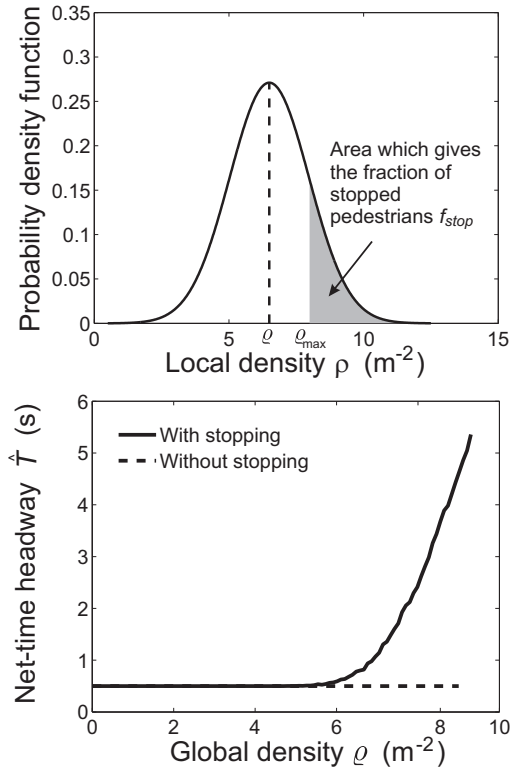 0.35
0.3
0.25
0.2
0.15
0.1
0.05
0
Probability density function
Area which gives
the fraction of
stopped
pedestrians f_stop
0 5 ϱ ϱ_max 10 15
Local density ρ (m⁻²)
6
5
4
3
2
1
0
Net-time headway T̂ (s)
With stopping
Without stopping
0 2 4 6 8 10
Global density ϱ (m⁻²)